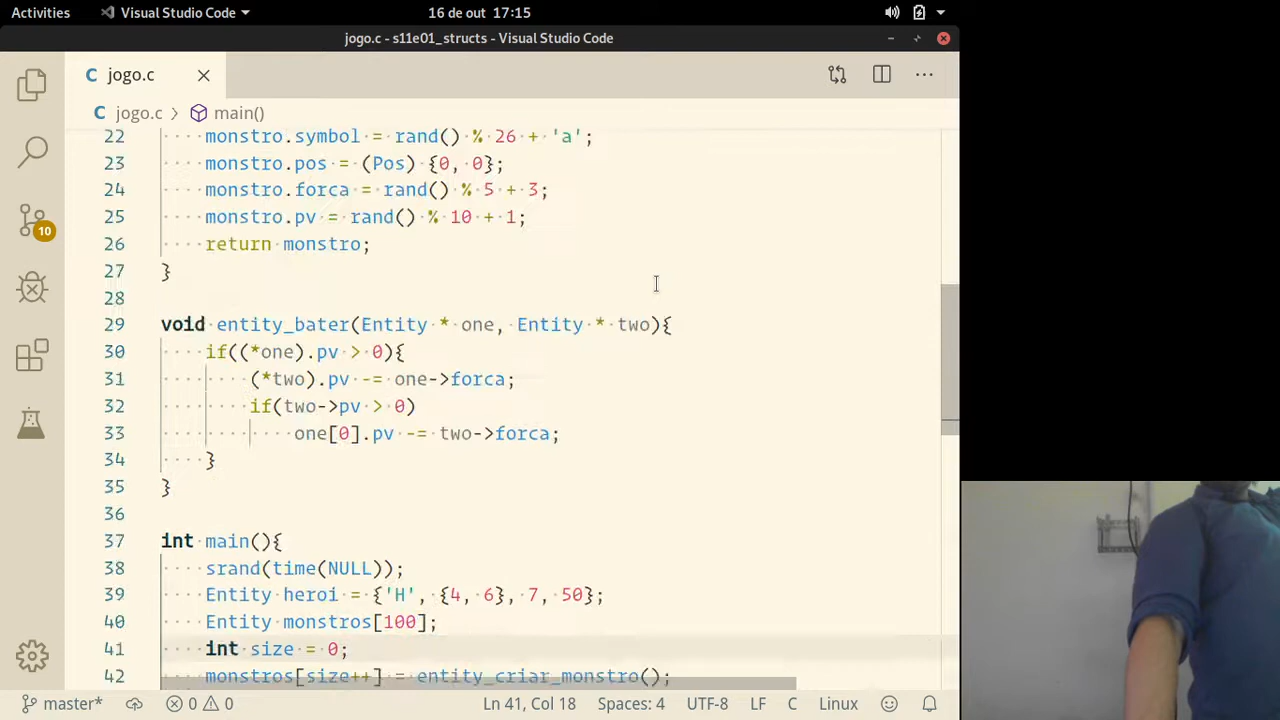 Activities Visual Studio Code 16 de out 17:15
jogo.c - s11e01_structs - Visual Studio Code
jogo.c
jogo.c > main()
22 monstro.symbol = rand() % 26 + 'a';
23 monstro.pos = (Pos) {0, 0};
24 monstro.forca = rand() % 5 + 3;
25 monstro.pv = rand() % 10 + 1;
26 return monstro;
27 }
28
29 void entity_bater(Entity * one, Entity * two){
30 if((*one).pv > 0){
31 (*two).pv -= one->forca;
32 if(two->pv > 0)
33 one[0].pv -= two->forca;
34 }
35 }
36
37 int main(){
38 srand(time(NULL));
39 Entity heroi = {'H', {4, 6}, 7, 50};
40 Entity monstros[100];
41 int size = 0;
42 monstros[size++] = entity_criar_monstro();
10
master* 0 0 Ln 41, Col 18 Spaces: 4 UTF-8 LF C Linux